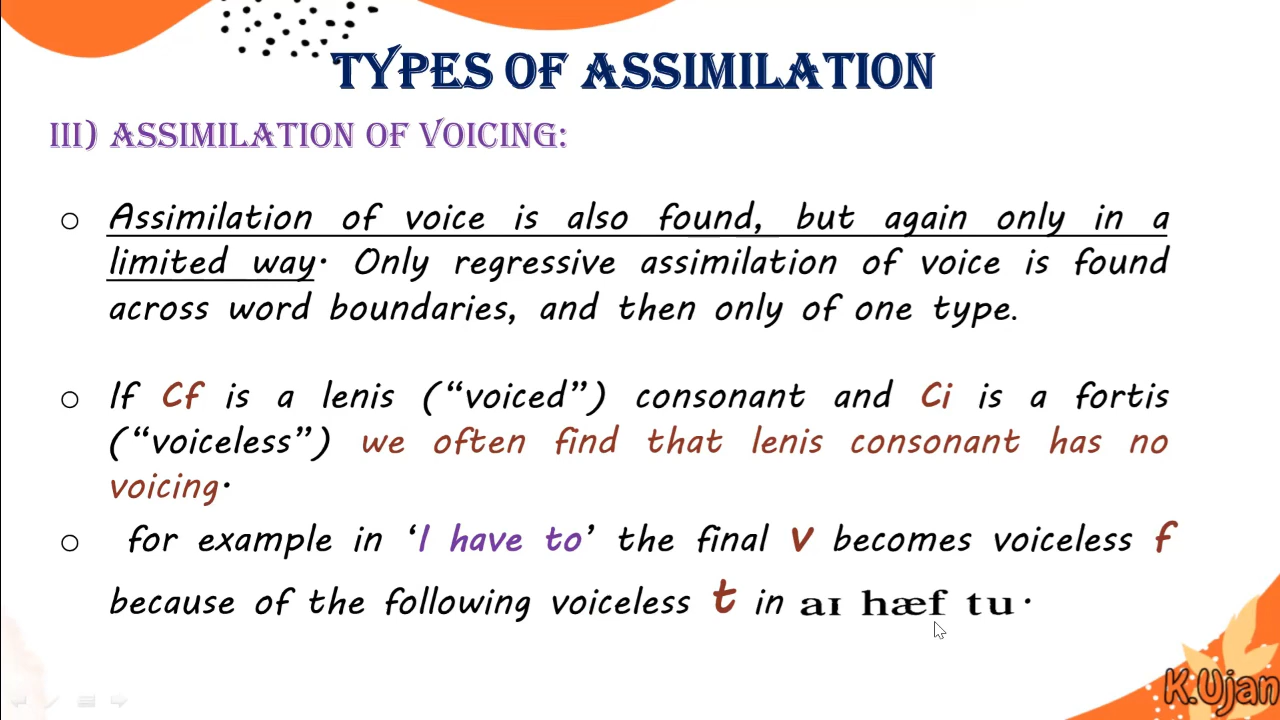 TYPES OF ASSIMILATION
III) ASSIMILATION OF VOICING:
o Assimilation of voice is also found, but again only in a
limited way. Only regressive assimilation of voice is found
across word boundaries, and then only of one type.
o If Cf is a lenis (“voiced”) consonant and Ci is a fortis
(“voiceless”) we often find that lenis consonant has no
voicing.
o for example in ‘I have to’ the final v becomes voiceless f
because of the following voiceless t in aɪ hæf tu.
K.Ujan